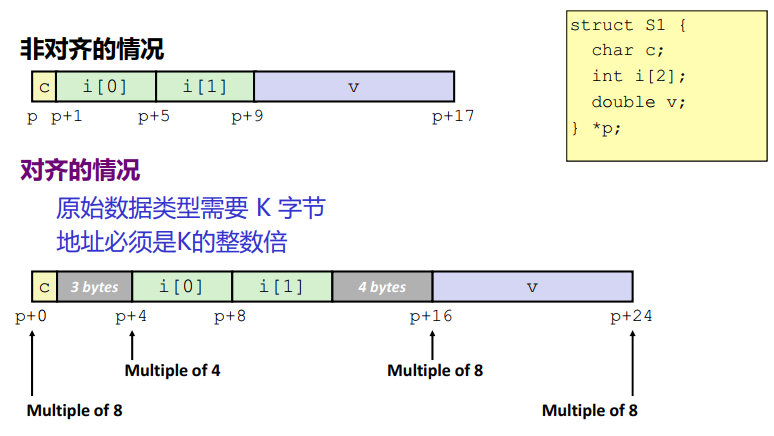 非对齐的情况
c i[0] i[1] v
p p+1 p+5 p+9 p+17
struct S1 {
char c;
int i[2];
double v;
} *p;
对齐的情况
原始数据类型需要 K 字节
地址必须是K的整数倍
c 3 bytes i[0] i[1] 4 bytes v
p+0 p+4 p+8 p+16 p+24
Multiple of 4 Multiple of 8
Multiple of 8 Multiple of 8